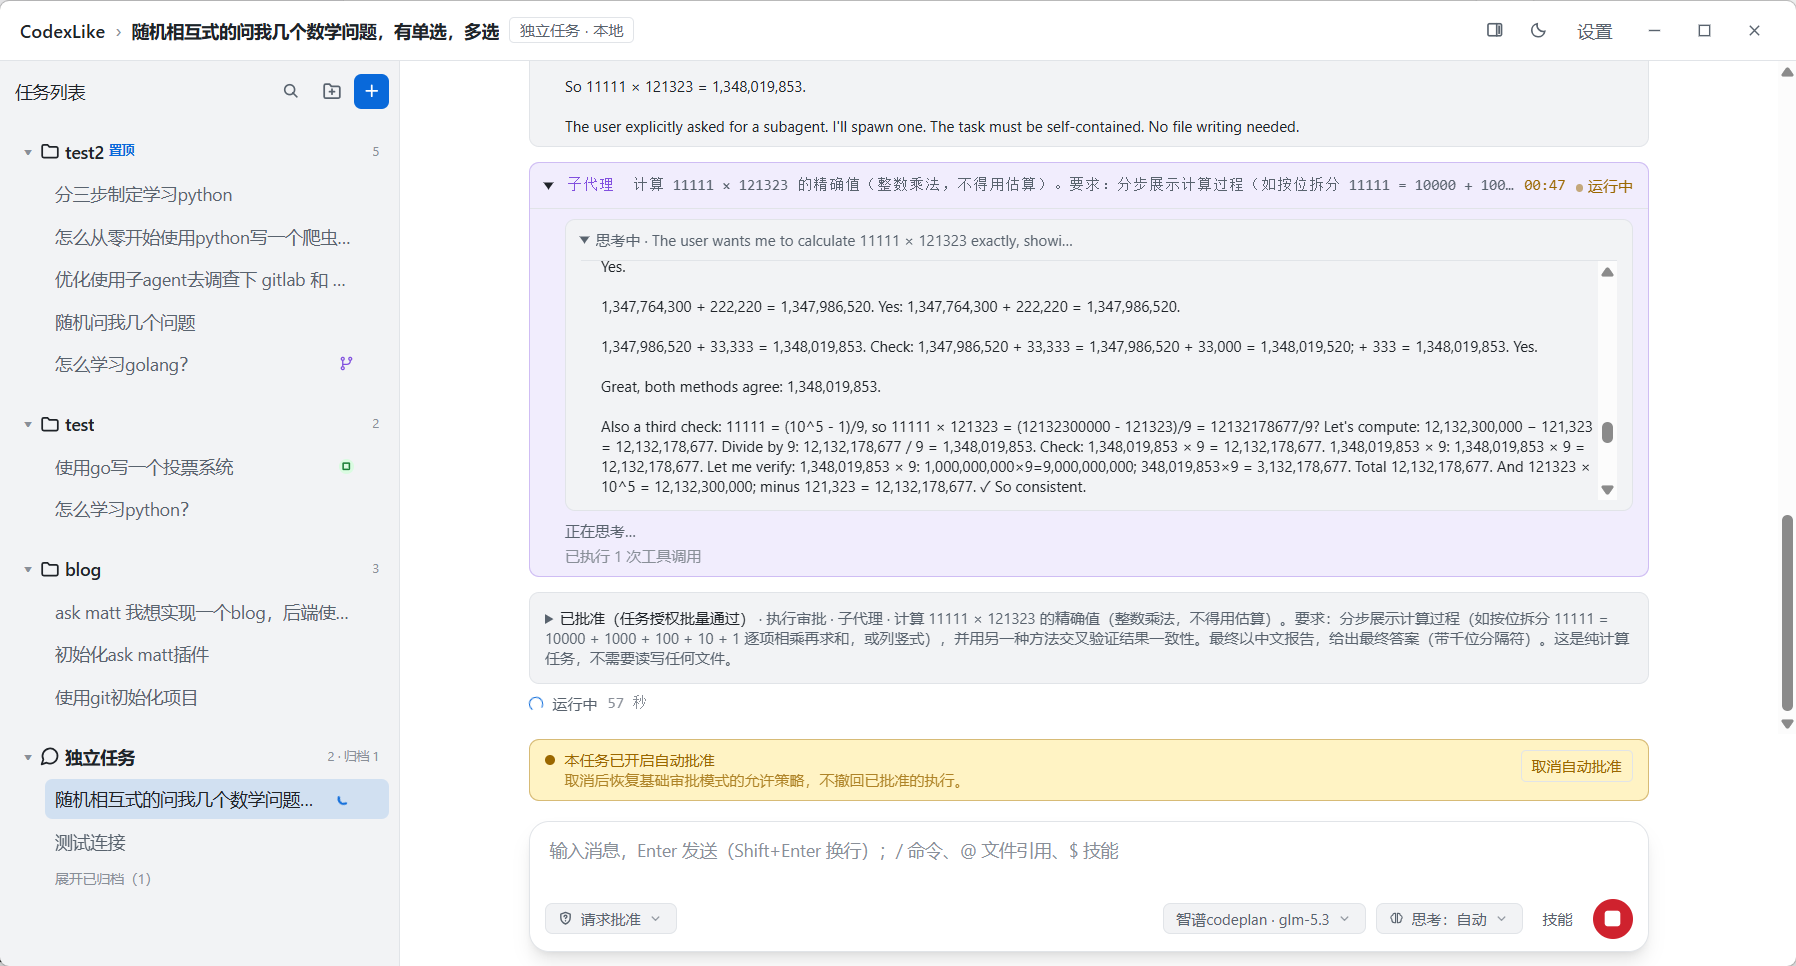 CodexLike › 随机相互式的问我几个数学问题，有单选，多选 独立任务 · 本地
设置
任务列表
test2 置顶 5
分三步制定学习python
怎么从零开始使用python写一个爬虫...
优化使用子agent去调查下 gitlab 和 ...
随机问我几个问题
怎么学习golang?
test 2
使用go写一个投票系统
怎么学习python?
blog 3
ask matt 我想实现一个blog，后端使...
初始化ask matt插件
使用git初始化项目
独立任务 2 · 归档 1
随机相互式的问我几个数学问题...
测试连接
展开已归档（1）
So 11111 × 121323 = 1,348,019,853.
The user explicitly asked for a subagent. I'll spawn one. The task must be self-contained. No file writing needed.
子代理 计算 11111 × 121323 的精确值（整数乘法，不得用估算）。要求：分步展示计算过程（如按位拆分 11111 = 10000 + 100… 00:47 运行中
思考中 · The user wants me to calculate 11111 × 121323 exactly, showi...
Yes.
1,347,764,300 + 222,220 = 1,347,986,520. Yes: 1,347,764,300 + 222,220 = 1,347,986,520.
1,347,986,520 + 33,333 = 1,348,019,853. Check: 1,347,986,520 + 33,333 = 1,347,986,520 + 33,000 = 1,348,019,520; + 333 = 1,348,019,853. Yes.
Great, both methods agree: 1,348,019,853.
Also a third check: 11111 = (10^5 - 1)/9, so 11111 × 121323 = (12132300000 - 121323)/9 = 12132178677/9? Let's compute: 12,132,300,000 − 121,323
= 12,132,178,677. Divide by 9: 12,132,178,677 / 9 = 1,348,019,853. Check: 1,348,019,853 × 9 = 12,132,178,677. 1,348,019,853 × 9: 1,348,019,853 × 9 =
12,132,178,677. Let me verify: 1,348,019,853 × 9: 1,000,000,000×9=9,000,000,000; 348,019,853×9 = 3,132,178,677. Total 12,132,178,677. And 121323 ×
10^5 = 12,132,300,000; minus 121,323 = 12,132,178,677. ✓ So consistent.
正在思考...
已执行 1 次工具调用
已批准（任务授权批量通过） · 执行审批 · 子代理 · 计算 11111 × 121323 的精确值（整数乘法，不得用估算）。要求：分步展示计算过程（如按位拆分 11111 =
10000 + 1000 + 100 + 10 + 1 逐项相乘再求和，或列竖式），并用另一种方法交叉验证结果一致性。最终以中文报告，给出最终答案（带千位分隔符）。这是纯计算
任务，不需要读写任何文件。
运行中 57 秒
本任务已开启自动批准
取消后恢复基础审批模式的允许策略，不撤回已批准的执行。
取消自动批准
输入消息，Enter 发送（Shift+Enter 换行）；/ 命令、@ 文件引用、$ 技能
请求批准 智谱codeplan · glm-5.3 思考：自动 技能